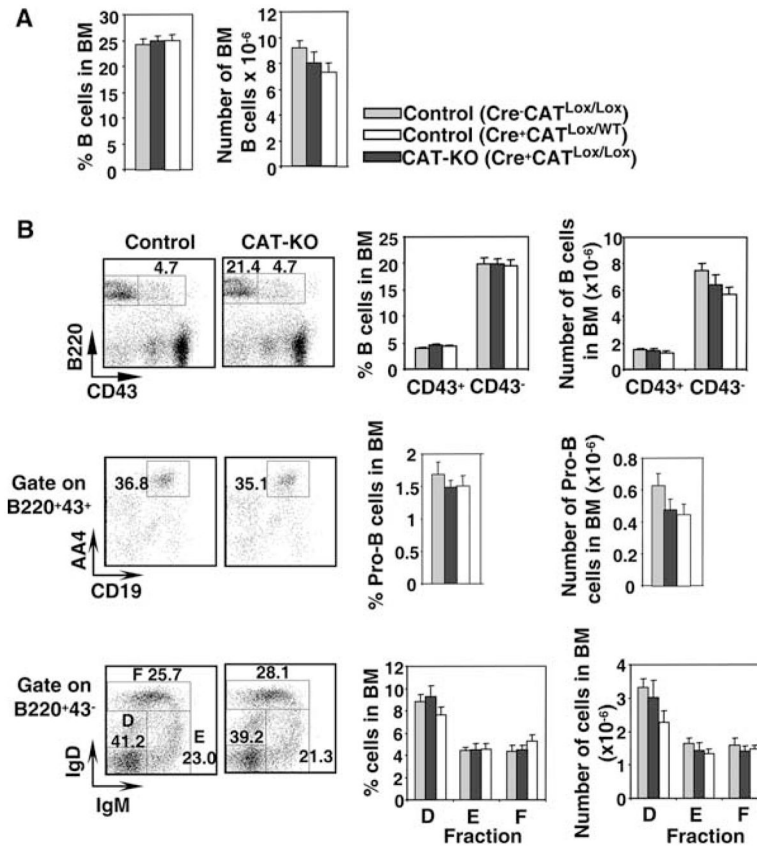 A
% B cells in BM
30
25
20
15
10
5
0
Number of BM
B cells x 10-6
12
10
8
6
4
2
0
Control (Cre-CATLox/Lox)
Control (Cre+CATLox/WT)
CAT-KO (Cre+CATLox/Lox)
B
Control
CAT-KO
4.7
21.4 4.7
B220
CD43
% B cells in BM
25
20
15
10
5
0
CD43+ CD43-
Number of B cells
in BM (x10-6)
10
8
6
4
2
0
CD43+ CD43-
Gate on
B220+43+
36.8
35.1
AA4
CD19
% Pro-B cells in BM
2
1.5
1
0.5
0
Number of Pro-B
cells in BM (x10-6)
0.8
0.6
0.4
0.2
0
Gate on
B220+43-
F 25.7
D
41.2
E
23.0
28.1
39.2
21.3
IgD
IgM
% cells in BM
12
10
8
6
4
2
0
D E F
Fraction
Number of cells in BM
(x10-6)
4
3
2
1
0
D E F
Fraction